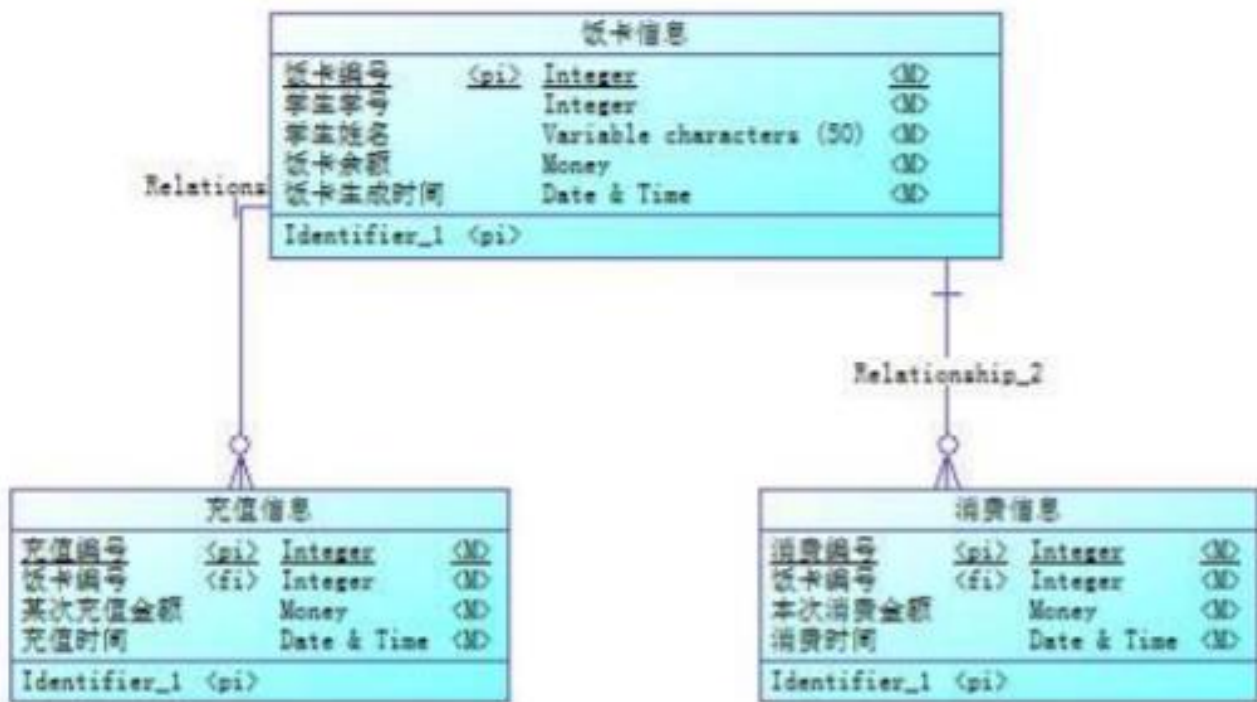 饭卡信息
饭卡编号 <pi> Integer <M>
学生学号 Integer <M>
学生姓名 Variable characters (50) <M>
饭卡余额 Money <M>
饭卡生成时间 Date & Time <M>
Identifier_1 <pi>
Relations
Relationship_2
充值信息
充值编号 <pi> Integer <M>
饭卡编号 <fi> Integer <M>
某次充值金额 Money <M>
充值时间 Date & Time <M>
Identifier_1 <pi>
消费信息
消费编号 <pi> Integer <M>
饭卡编号 <fi> Integer <M>
本次消费金额 Money <M>
消费时间 Date & Time <M>
Identifier_1 <pi>